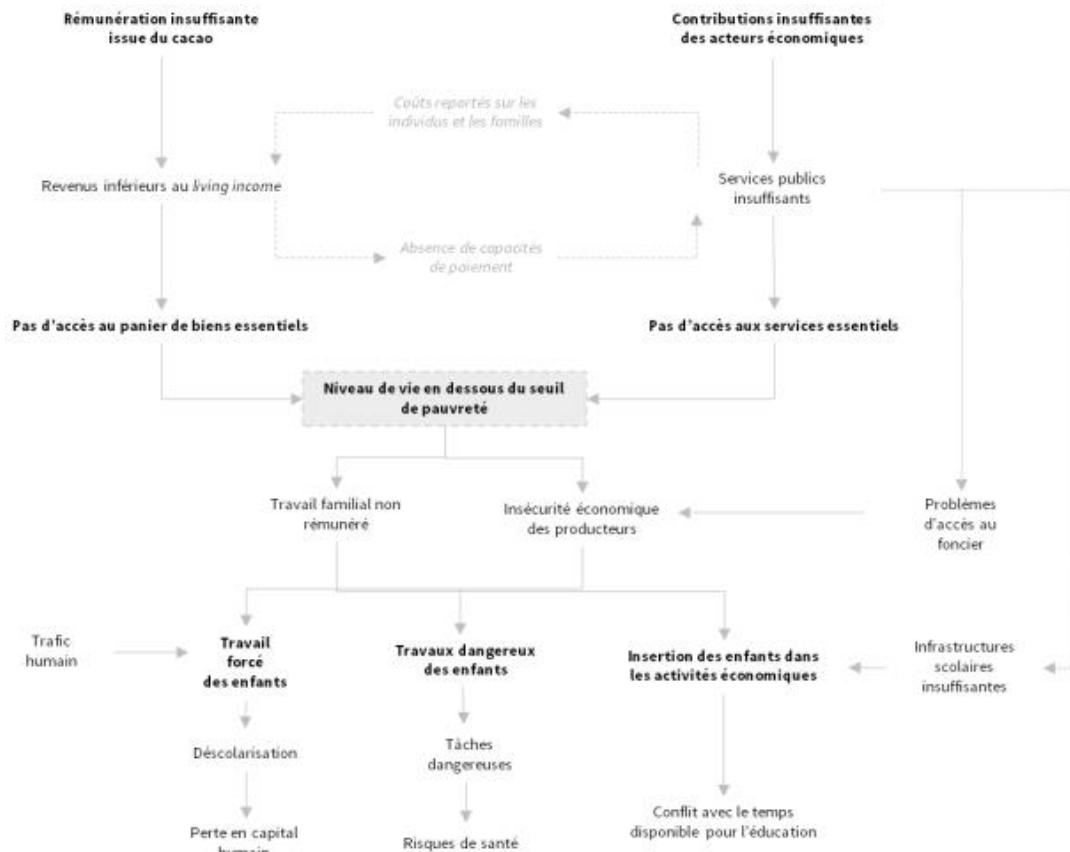 Rémunération insuffisante
issue du cacao
Contributions insuffisantes
des acteurs économiques
Coûts reportés sur les
individus et les familles
Revenus inférieurs au living income
Services publics
insuffisants
Absence de capacités
de paiement
Pas d'accès au panier de biens essentiels
Pas d'accès aux services essentiels
Niveau de vie en dessous du seuil
de pauvreté
Travail familial non
rémunéré
Insécurité économique
des producteurs
Problèmes
d'accès au
foncier
Trafic
humain
Travail
forcé
des enfants
Travaux dangereux
des enfants
Insertion des enfants dans
les activités économiques
Infrastructures
scolaires
insuffisantes
Déscolarisation
Tâches
dangereuses
Conflit avec le temps
disponible pour l'éducation
Perte en capital
humain
Risques de santé